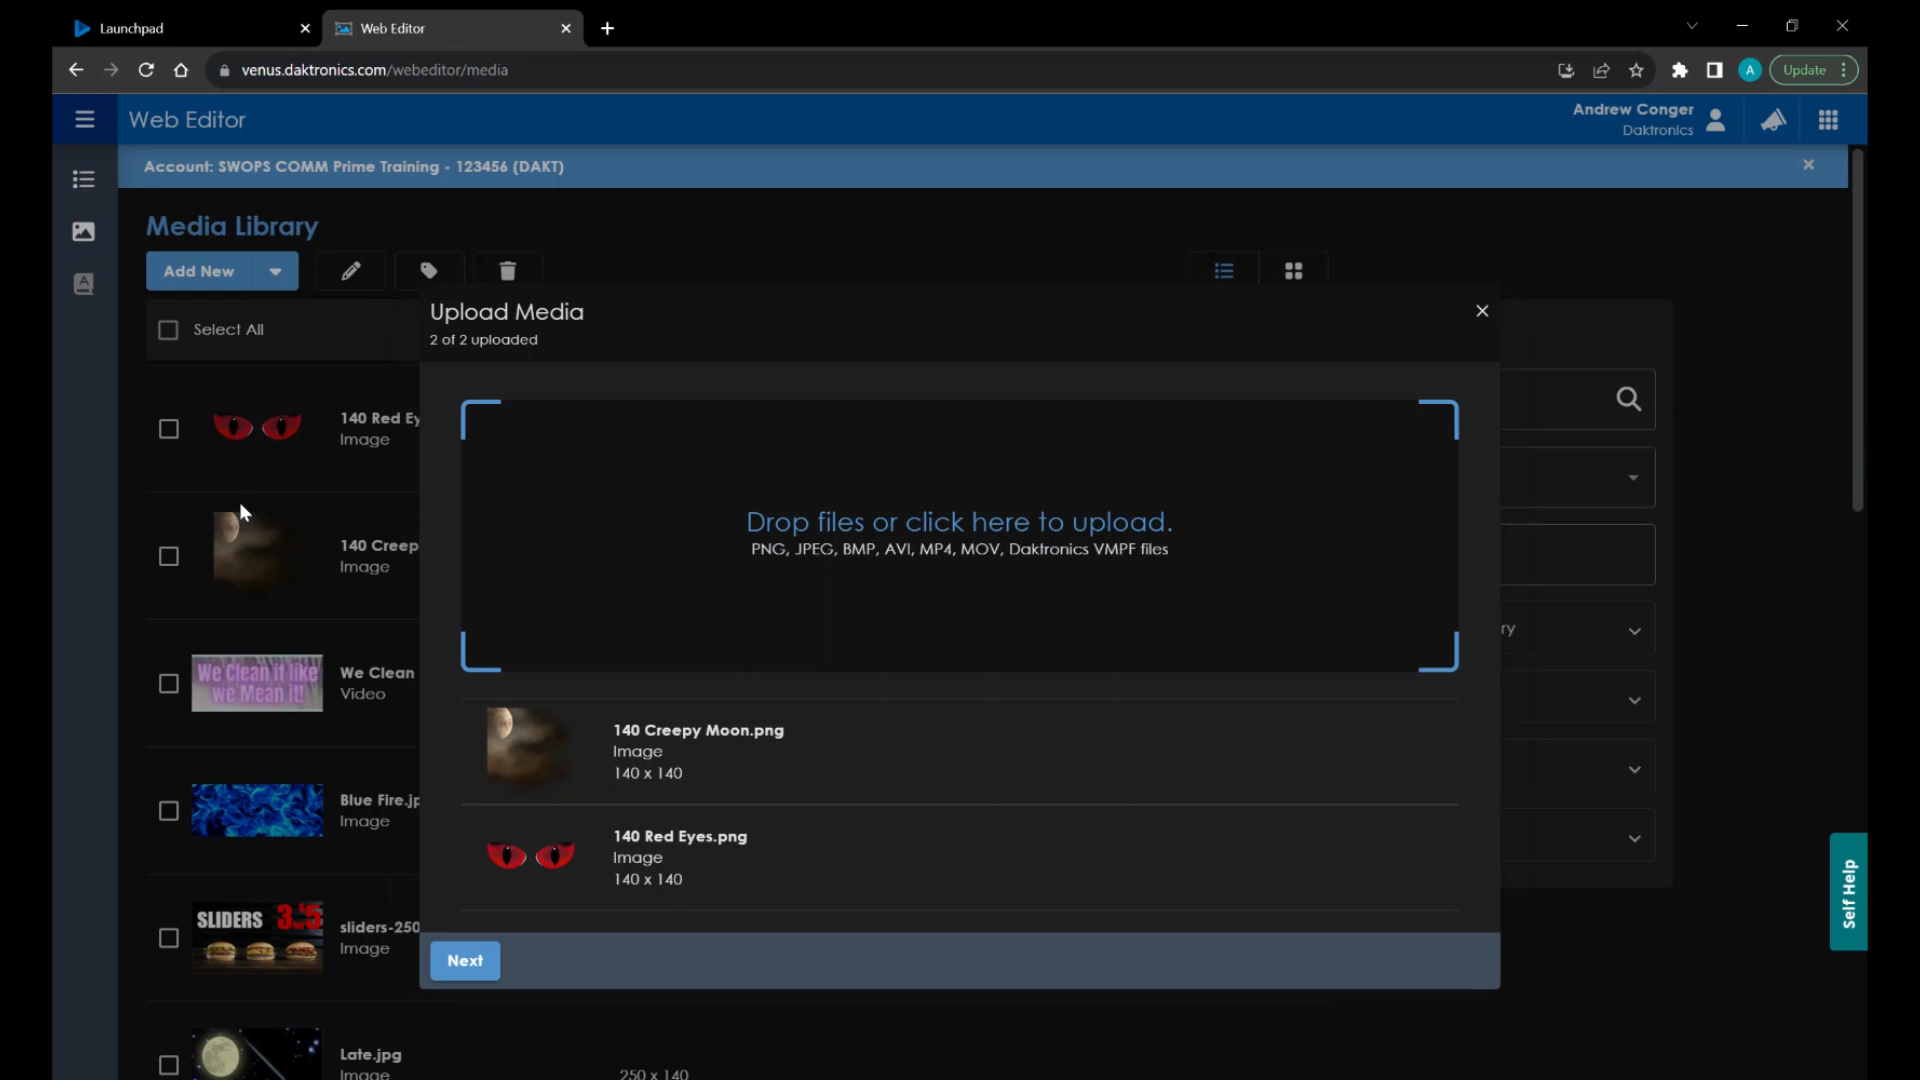 Launchpad
Web Editor
venus.daktronics.com/webeditor/media
A
Update
Web Editor
Andrew Conger
Daktronics
Account: SWOPS COMM Prime Training - 123456 (DAKT)
Media Library
Add New
Select All
Upload Media
2 of 2 uploaded
140 Red Ey
Image
Drop files or click here to upload.
PNG, JPEG, BMP, AVI, MP4, MOV, Daktronics VMPF files
140 Creep
Image
ry
We Clean it like
we Mean it!
We Clean
Video
140 Creepy Moon.png
Image
140 x 140
Blue Fire.jp
Image
140 Red Eyes.png
Image
140 x 140
SLIDERS
sliders-250
Image
Self Help
Next
Late.jpg
Image
250 x 140